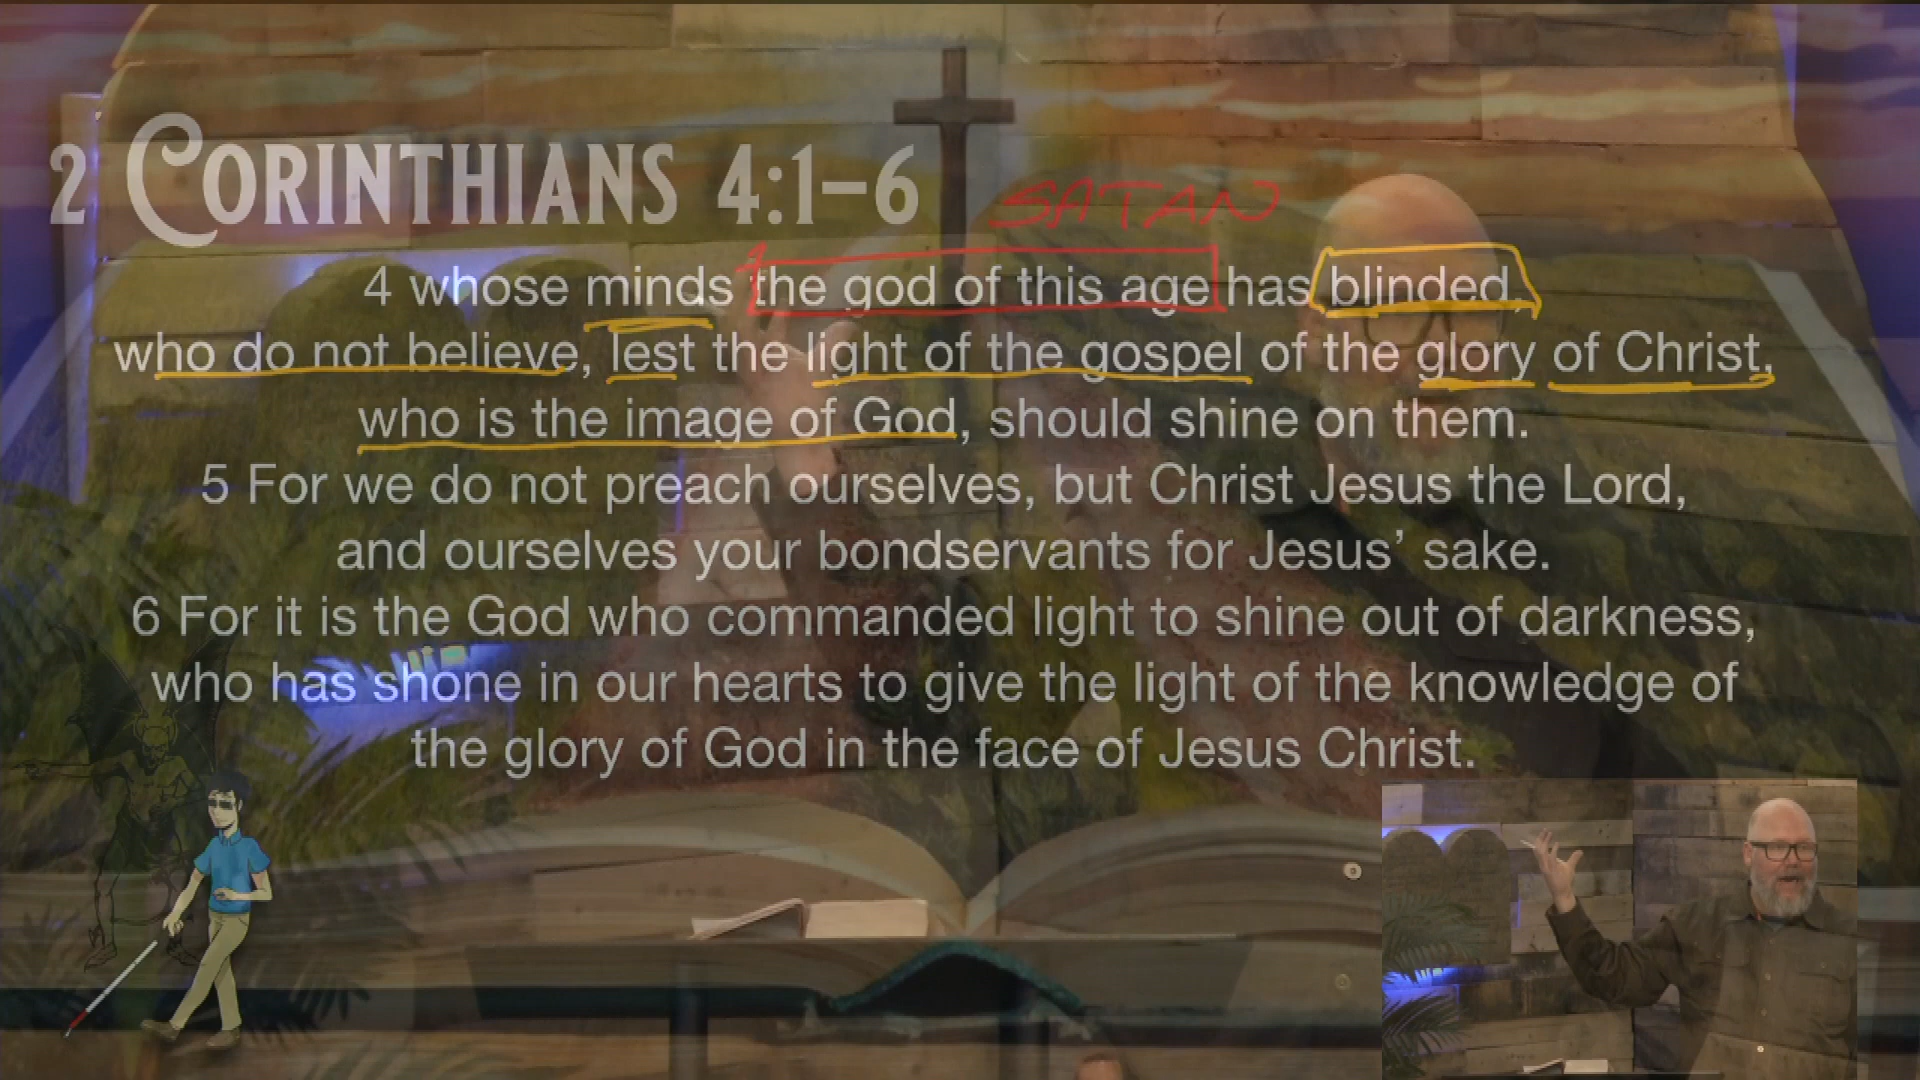 2 CORINTHIANS 4:1–6
SATAN
4 whose minds the god of this age has blinded,
who do not believe, lest the light of the gospel of the glory of Christ,
who is the image of God, should shine on them.
5 For we do not preach ourselves, but Christ Jesus the Lord,
and ourselves your bondservants for Jesus’ sake.
6 For it is the God who commanded light to shine out of darkness,
who has shone in our hearts to give the light of the knowledge of
the glory of God in the face of Jesus Christ.